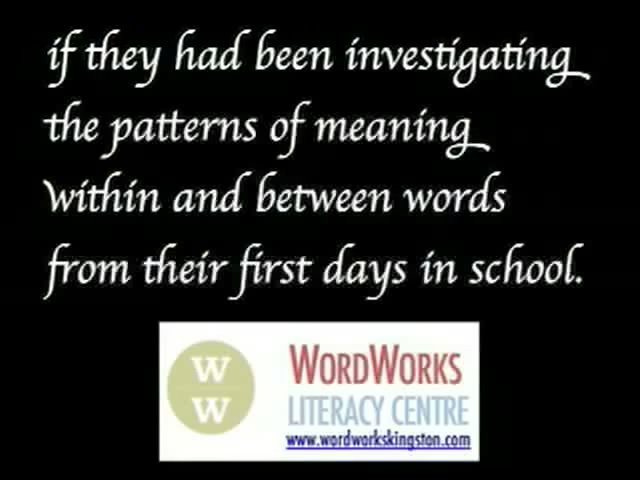 if they had been investigating
the patterns of meaning
within and between words
from their first days in school.
W
W
WORDWORKS
LITERACY CENTRE
www.wordworkskingston.com